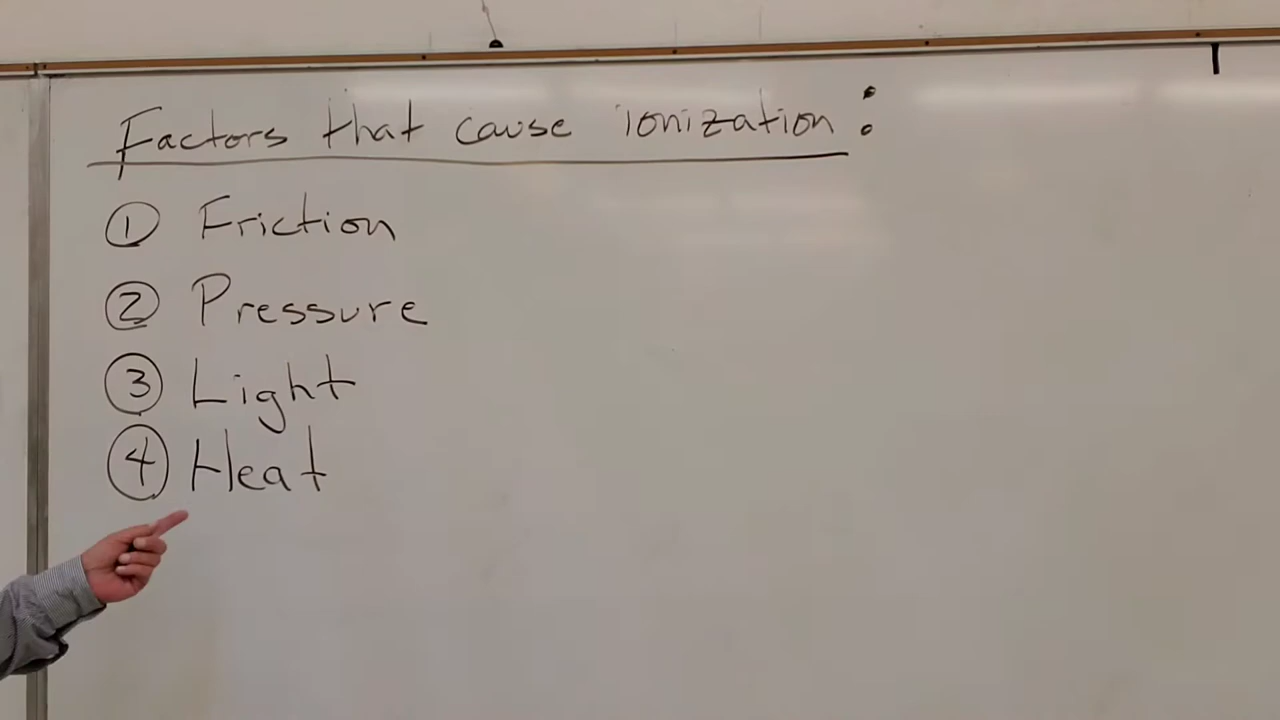 Factors that cause ionization:
① Friction
② Pressure
③ Light
④ Heat